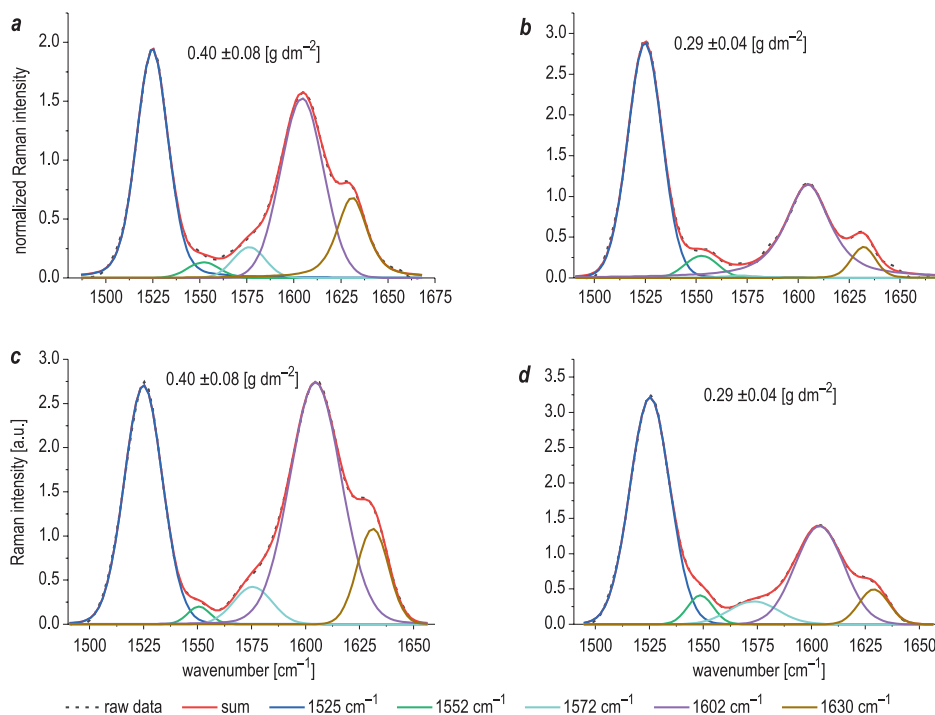 a
0.40 ±0.08 [g dm⁻²]
normalized Raman intensity
2.0
1.5
1.0
0.5
0.0
1500 1525 1550 1575 1600 1625 1650 1675
b
0.29 ±0.04 [g dm⁻²]
3.0
2.5
2.0
1.5
1.0
0.5
0.0
1500 1525 1550 1575 1600 1625 1650
c
0.40 ±0.08 [g dm⁻²]
Raman intensity [a.u.]
3.0
2.5
2.0
1.5
1.0
0.5
0.0
1500 1525 1550 1575 1600 1625 1650
wavenumber [cm⁻¹]
d
0.29 ±0.04 [g dm⁻²]
3.5
3.0
2.5
2.0
1.5
1.0
0.5
0.0
1500 1525 1550 1575 1600 1625 1650
wavenumber [cm⁻¹]
raw data sum 1525 cm⁻¹ 1552 cm⁻¹ 1572 cm⁻¹ 1602 cm⁻¹ 1630 cm⁻¹